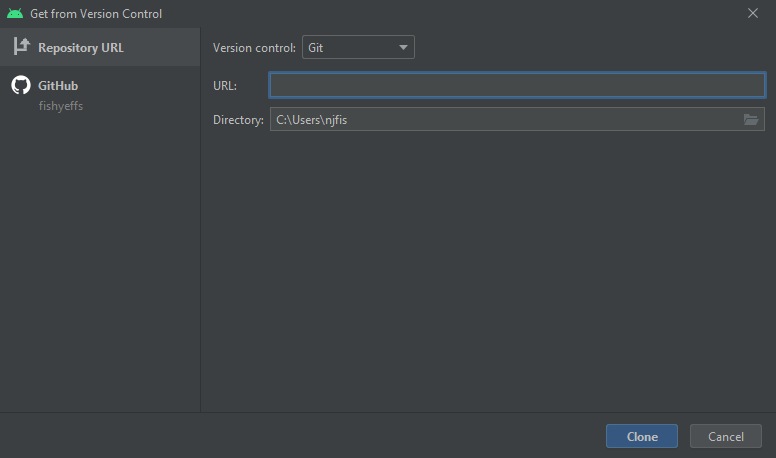 Get from Version Control
Repository URL
GitHub
fishyeffs
Version control: Git
URL:
Directory: C:\Users\njfis
Clone
Cancel